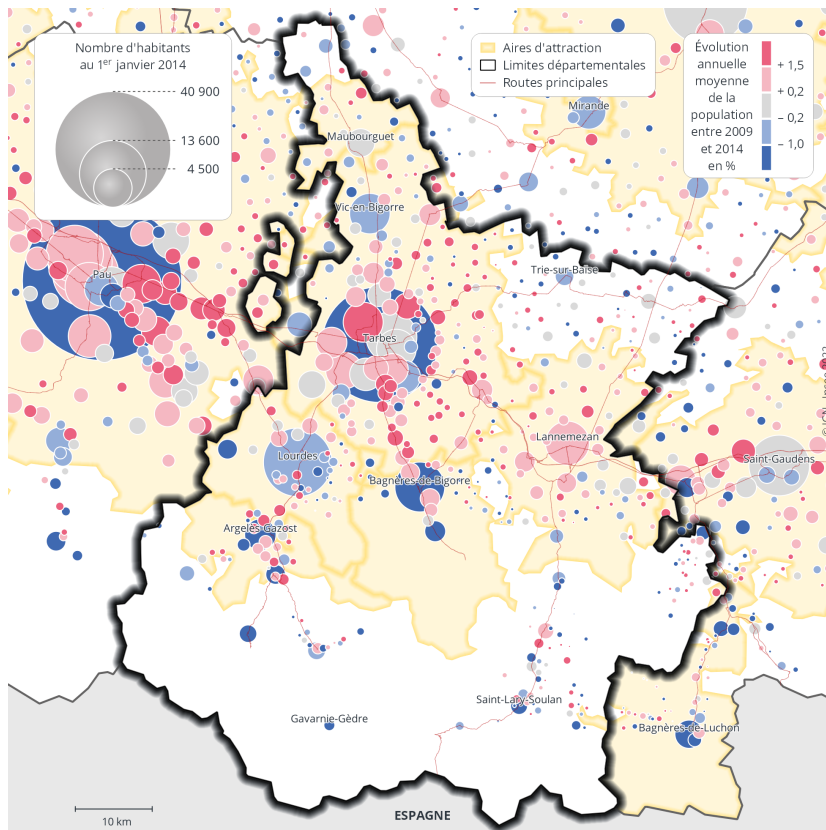 Nombre d'habitants
au 1er janvier 2014
40 900
13 600
4 500
Aires d'attraction
Limites départementales
Routes principales
Évolution
annuelle
moyenne
de la
population
entre 2009
et 2014
en %
+ 1,5
+ 0,2
– 0,2
– 1,0
Mirande
Maubourguet
Vic-en-Bigorre
Trie-sur-Baïse
Pau
Tarbes
Lannemezan
Lourdes
Saint-Gaudens
Bagnères-de-Bigorre
Argelès-Gazost
Saint-Lary-Soulan
Gavarnie-Gèdre
Bagnères-de-Luchon
ESPAGNE
10 km